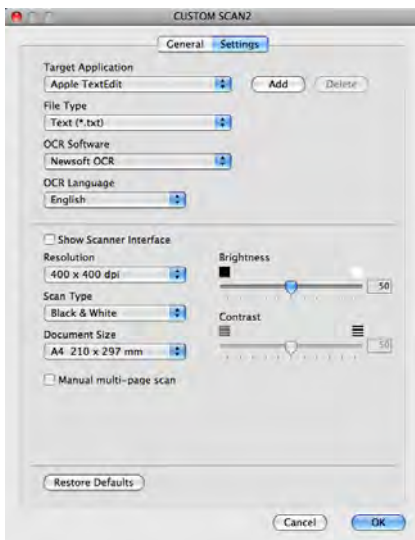 CUSTOM SCAN2
General Settings
Target Application
Apple TextEdit Add Delete
File Type
Text (*.txt)
OCR Software
Newsoft OCR
OCR Language
English
Show Scanner Interface
Resolution Brightness
400 x 400 dpi 50
Scan Type
Black & White Contrast
Document Size
A4 210 x 297 mm 50
Manual multi-page scan
Restore Defaults
Cancel OK